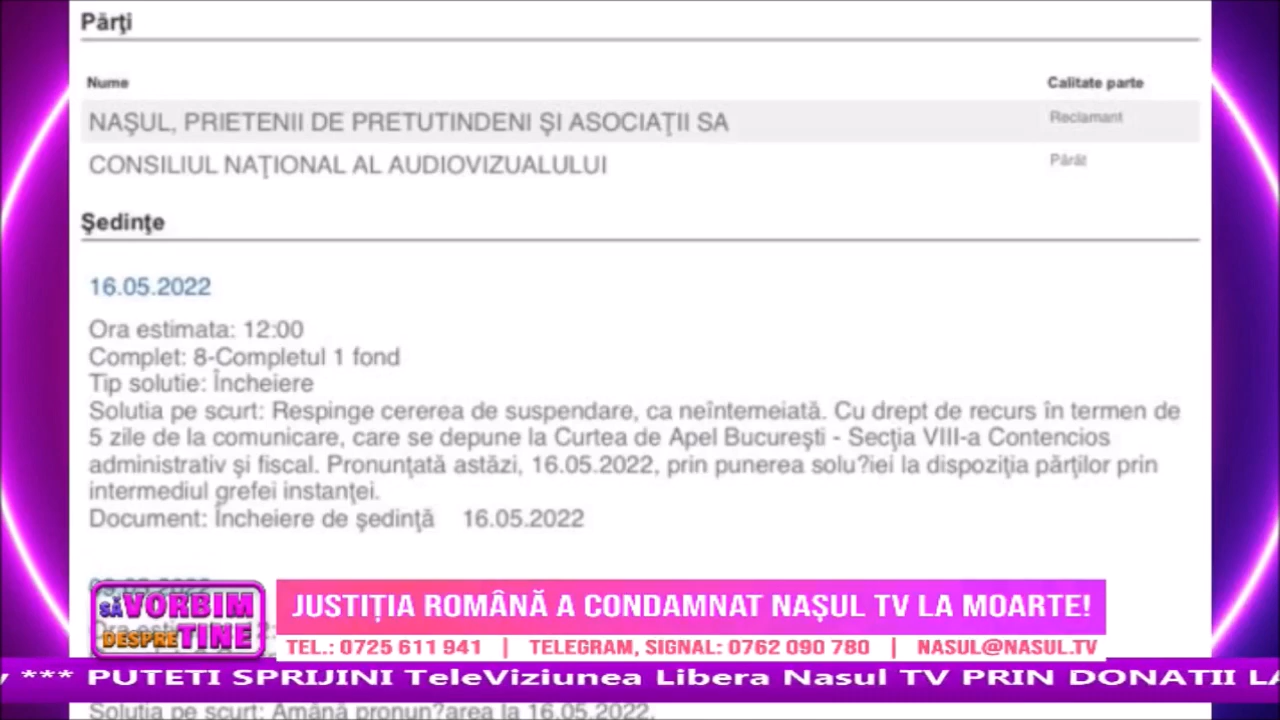 Părţi
Nume Calitate parte
NAŞUL, PRIETENII DE PRETUTINDENI ŞI ASOCIAŢII SA Reclamant
CONSILIUL NAŢIONAL AL AUDIOVIZUALULUI Pârât
Şedinţe
16.05.2022
Ora estimata: 12:00
Complet: 8-Completul 1 fond
Tip solutie: Încheiere
Solutia pe scurt: Respinge cererea de suspendare, ca neîntemeiată. Cu drept de recurs în termen de
5 zile de la comunicare, care se depune la Curtea de Apel Bucureşti - Secţia VIII-a Contencios
administrativ şi fiscal. Pronunţată astăzi, 16.05.2022, prin punerea solu?iei la dispoziţia părţilor prin
intermediul grefei instanţei.
Document: Încheiere de şedinţă 16.05.2022
SĂ VORBIM
DESPRE TINE
JUSTIȚIA ROMÂNĂ A CONDAMNAT NAȘUL TV LA MOARTE!
TEL.: 0725 611 941 | TELEGRAM, SIGNAL: 0762 090 780 | NASUL@NASUL.TV
*** PUTETI SPRIJINI TeleViziunea Libera Nasul TV PRIN DONATII
Solutia pe scurt: Amână pronun?area la 16.05.2022.